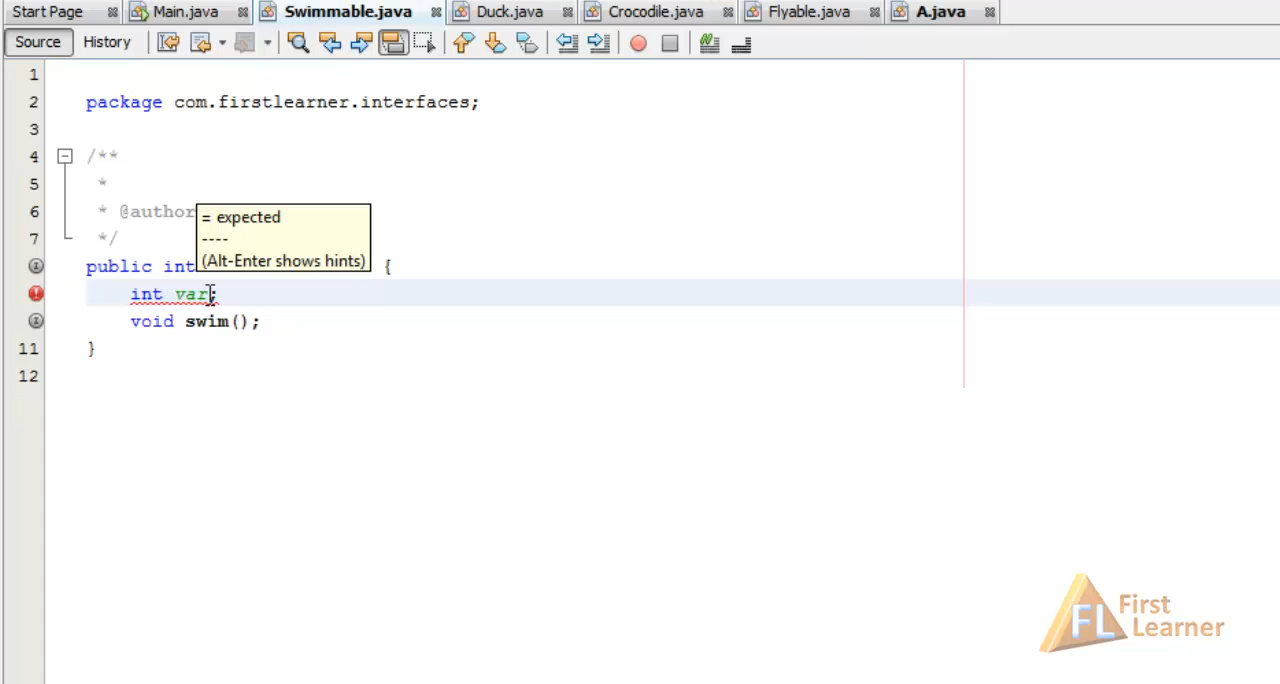 Start Page Main.java Swimmable.java Duck.java Crocodile.java Flyable.java A.java
Source History
1
2 package com.firstlearner.interfaces;
3
4 /**
5 *
6 * @author
= expected
----
(Alt-Enter shows hints)
7 */
public int {
int var;
void swim();
11 }
12
FL First
Learner